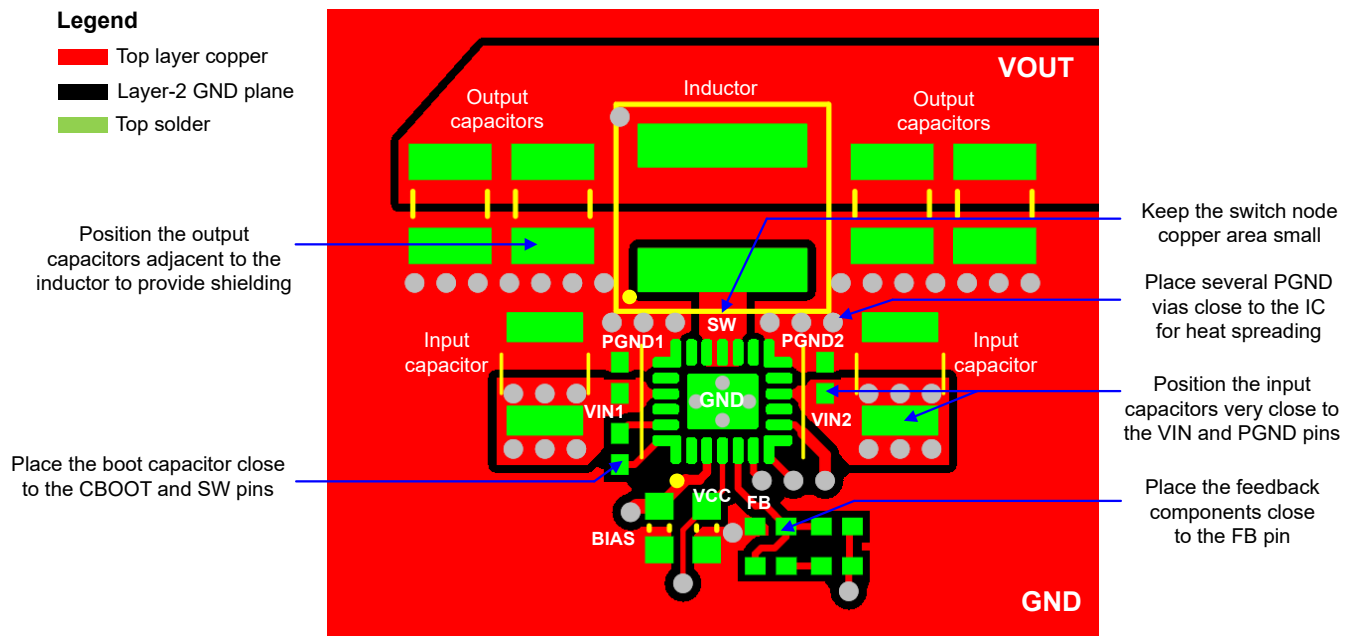 Legend
Top layer copper
Layer-2 GND plane
Top solder
VOUT
Inductor
Output
capacitors
Output
capacitors
Position the output
capacitors adjacent to the
inductor to provide shielding
Keep the switch node
copper area small
Place several PGND
vias close to the IC
for heat spreading
SW
PGND1
PGND2
Input
capacitor
Input
capacitor
GND
VIN1
VIN2
Position the input
capacitors very close to
the VIN and PGND pins
Place the boot capacitor close
to the CBOOT and SW pins
VCC
FB
BIAS
Place the feedback
components close
to the FB pin
GND